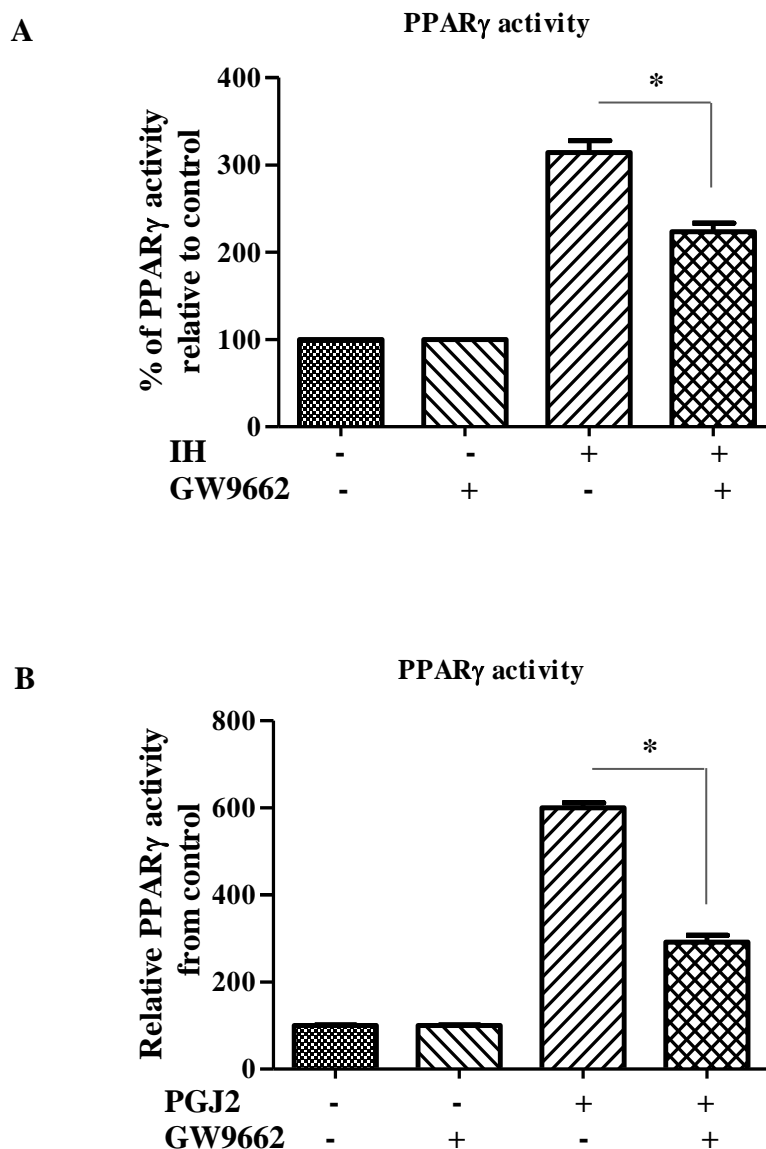 A
PPARγ activity
% of PPARγ activity
relative to control
400
300
200
100
0
*
IH - - + +
GW9662 - + - +
B
PPARγ activity
Relative PPARγ activity
from control
800
600
400
200
0
*
PGJ2 - - + +
GW9662 - + - +